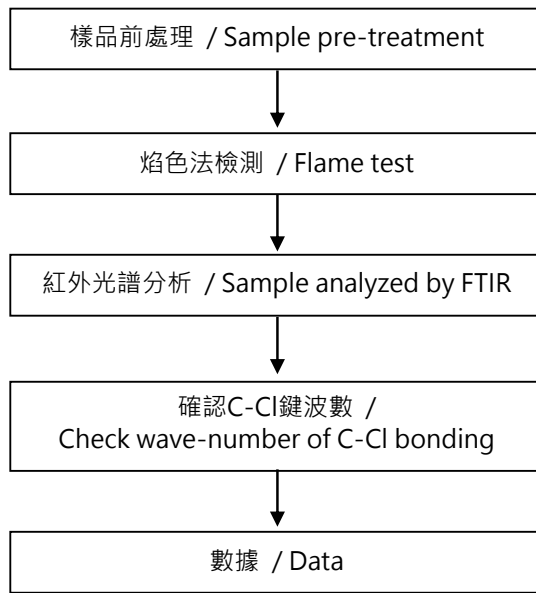 樣品前處理 / Sample pre-treatment
焰色法檢測 / Flame test
紅外光譜分析 / Sample analyzed by FTIR
確認C-Cl鍵波數 /
Check wave-number of C-Cl bonding
數據 / Data